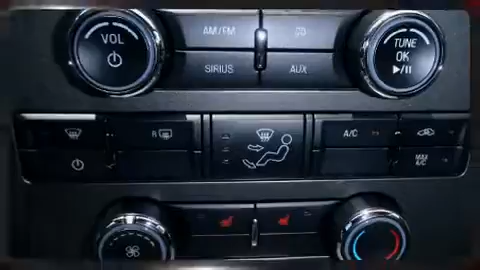 VOL
AM/FM
TUNE
OK
SIRIUS
AUX
R
A/C
MAX
A/C